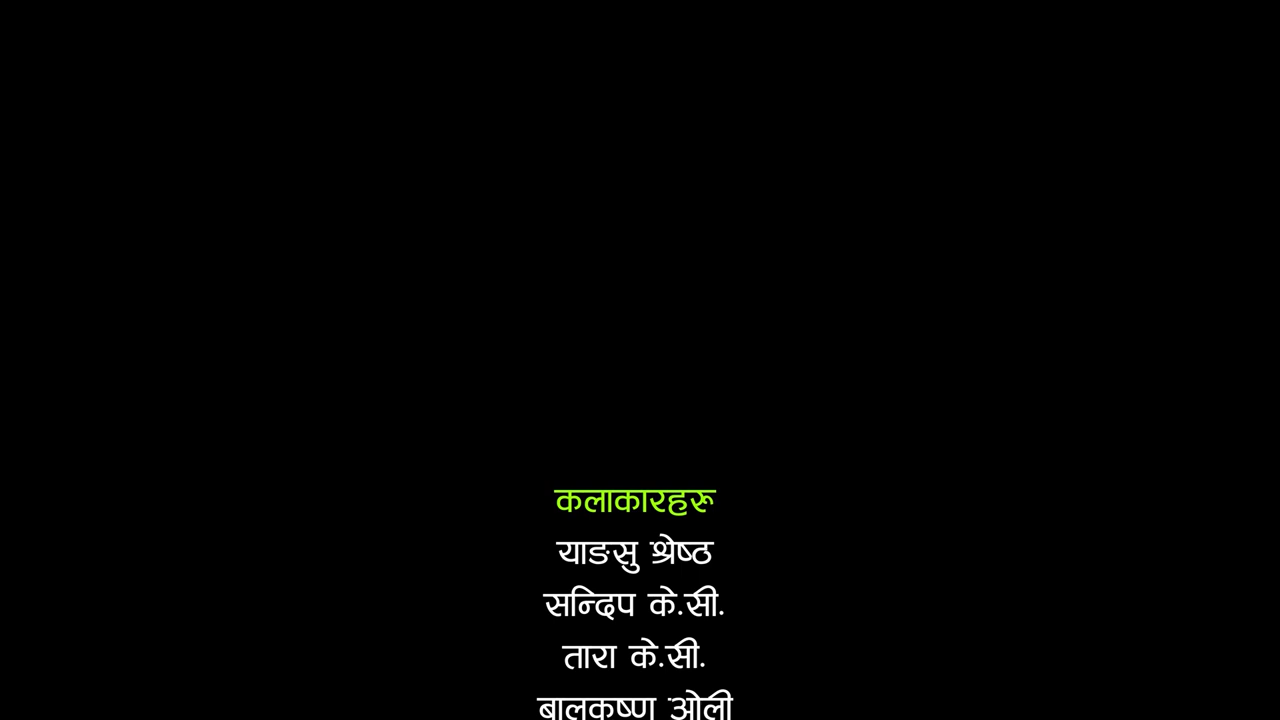 कलाकारहरू
याङसु श्रेष्ठ
सन्दिप के.सी.
तारा के.सी.
बालकृष्ण ओली